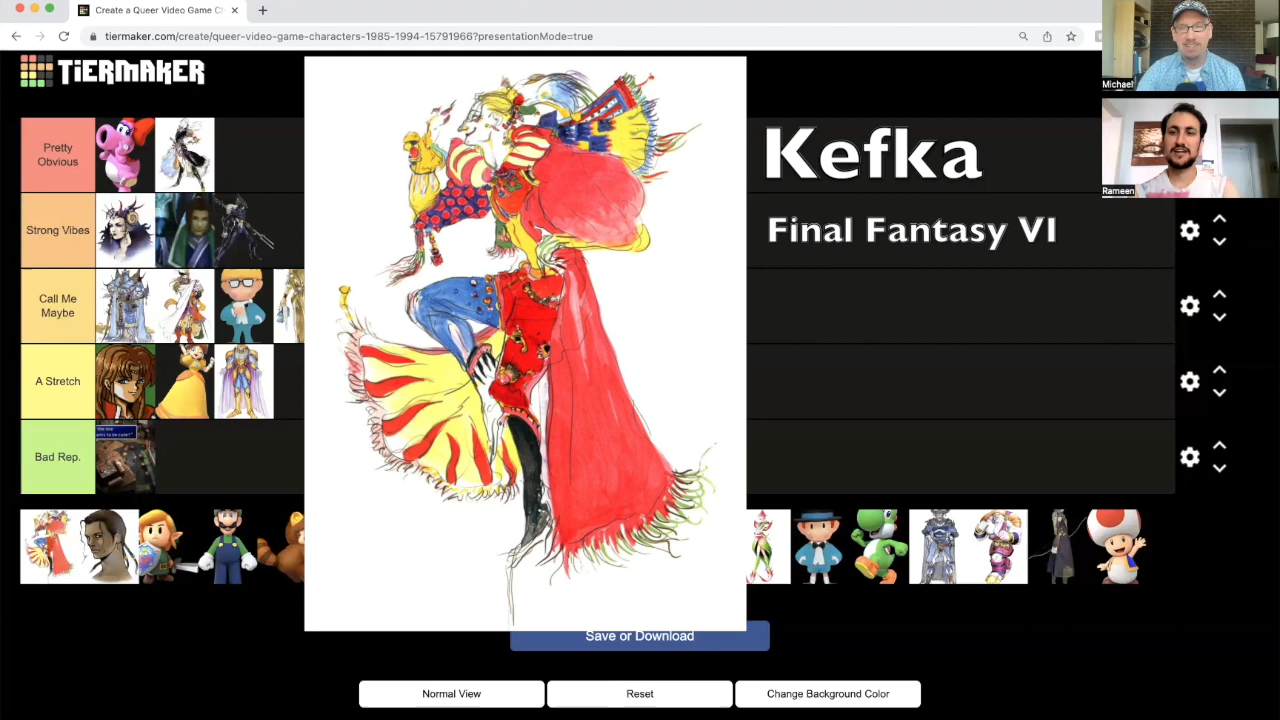 Create a Queer Video Game Ch
tiermaker.com/create/queer-video-game-characters-1985-1994-15791966?presentationMode=true
TiERMAKER
Michael
Rameen
Pretty
Obvious
Kefka
Strong Vibes
Final Fantasy VI
Call Me
Maybe
A Stretch
Bad Rep.
Save or Download
Normal View
Reset
Change Background Color